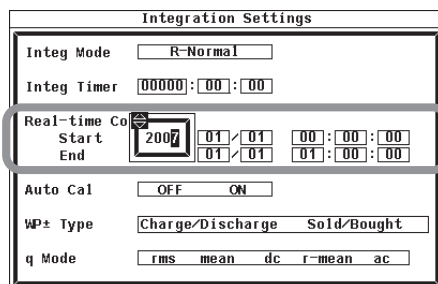 Integration Settings
Integ Mode R-Normal
Integ Timer 00000 : 00 : 00
Real-time Co
Start 2007 01 / 01 00 : 00 : 00
End 01 / 01 01 : 00 : 00
Auto Cal OFF ON
WP± Type Charge/Discharge Sold/Bought
q Mode rms mean dc r-mean ac